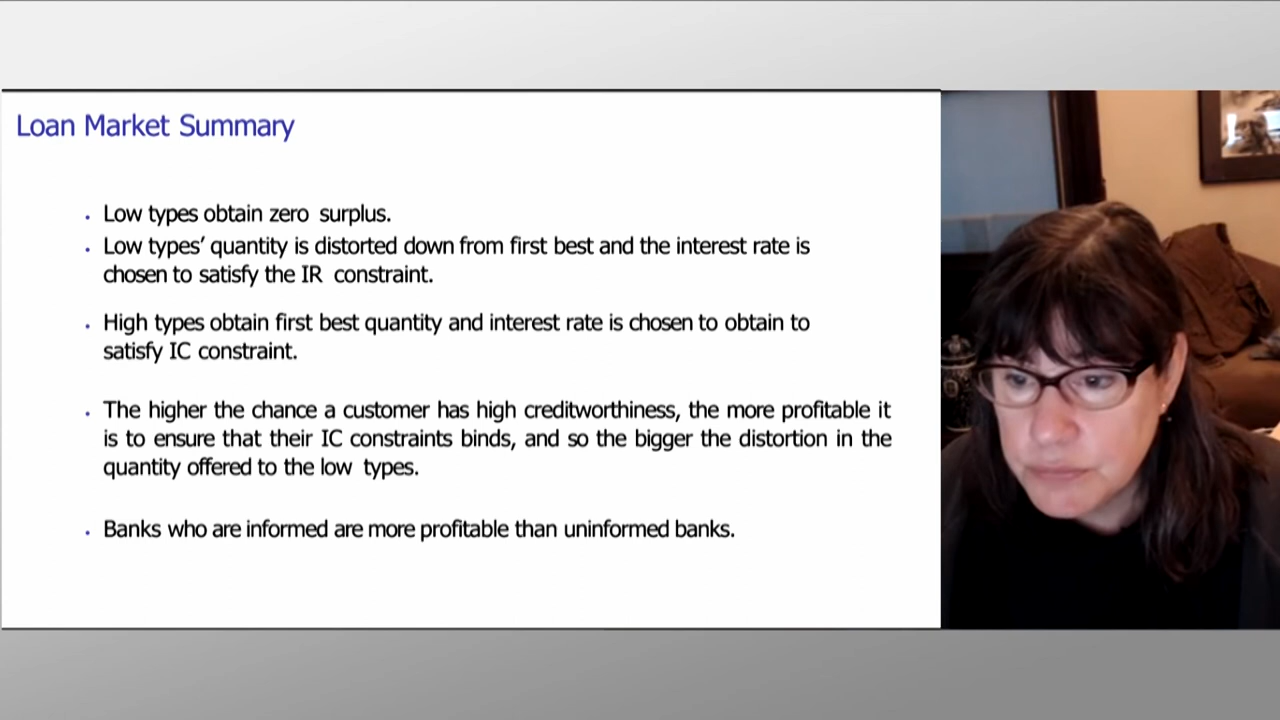 Loan Market Summary
• Low types obtain zero surplus.
• Low types’ quantity is distorted down from first best and the interest rate is
chosen to satisfy the IR constraint.
• High types obtain first best quantity and interest rate is chosen to obtain to
satisfy IC constraint.
• The higher the chance a customer has high creditworthiness, the more profitable it
is to ensure that their IC constraints binds, and so the bigger the distortion in the
quantity offered to the low types.
• Banks who are informed are more profitable than uninformed banks.